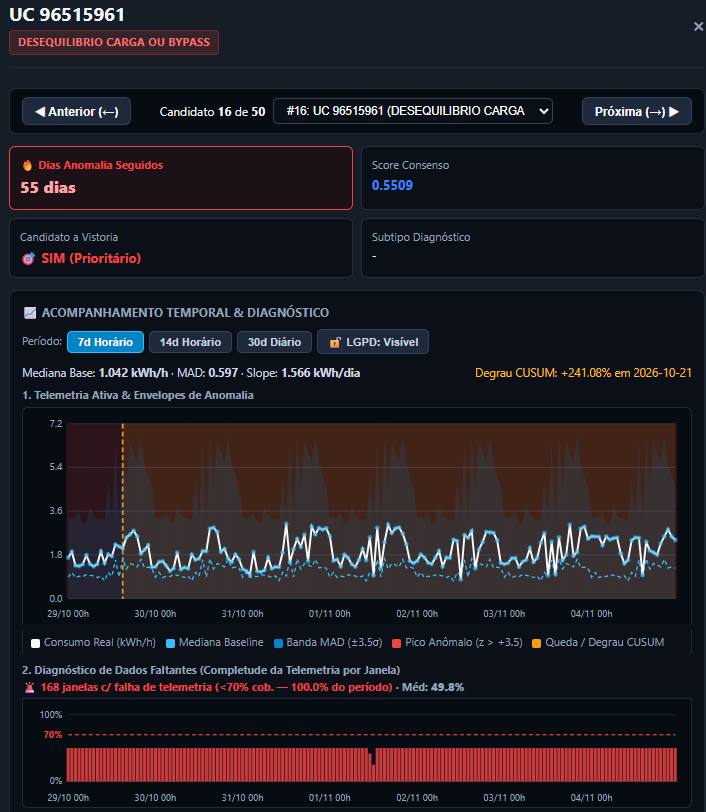 UC 96515961
×
DESEQUILIBRIO CARGA OU BYPASS
◀ Anterior (←)
Candidato 16 de 50
#16: UC 96515961 (DESEQUILIBRIO CARGA
Próxima (→) ▶
🔥 Dias Anomalia Seguidos
55 dias
Score Consenso
0.5509
Candidato a Vistoria
🎯 SIM (Prioritário)
Subtipo Diagnóstico
-
📈 ACOMPANHAMENTO TEMPORAL & DIAGNÓSTICO
Período:
7d Horário
14d Horário
30d Diário
🔓 LGPD: Visível
Mediana Base: 1.042 kWh/h · MAD: 0.597 · Slope: 1.566 kWh/dia
Degrau CUSUM: +241.08% em 2026-10-21
1. Telemetria Ativa & Envelopes de Anomalia
7.2
5.4
3.6
1.8
0.0
29/10 00h
30/10 00h
31/10 00h
01/11 00h
02/11 00h
03/11 00h
04/11 00h
Consumo Real (kWh/h)
Mediana Baseline
Banda MAD (±3.5σ)
Pico Anômalo (z > +3.5)
Queda / Degrau CUSUM
2. Diagnóstico de Dados Faltantes (Completude da Telemetria por Janela)
🚨 168 janelas c/ falha de telemetria (<70% cob. — 100.0% do período) · Méd: 49.8%
100%
70%
0%
29/10 00h
30/10 00h
31/10 00h
01/11 00h
02/11 00h
03/11 00h
04/11 00h